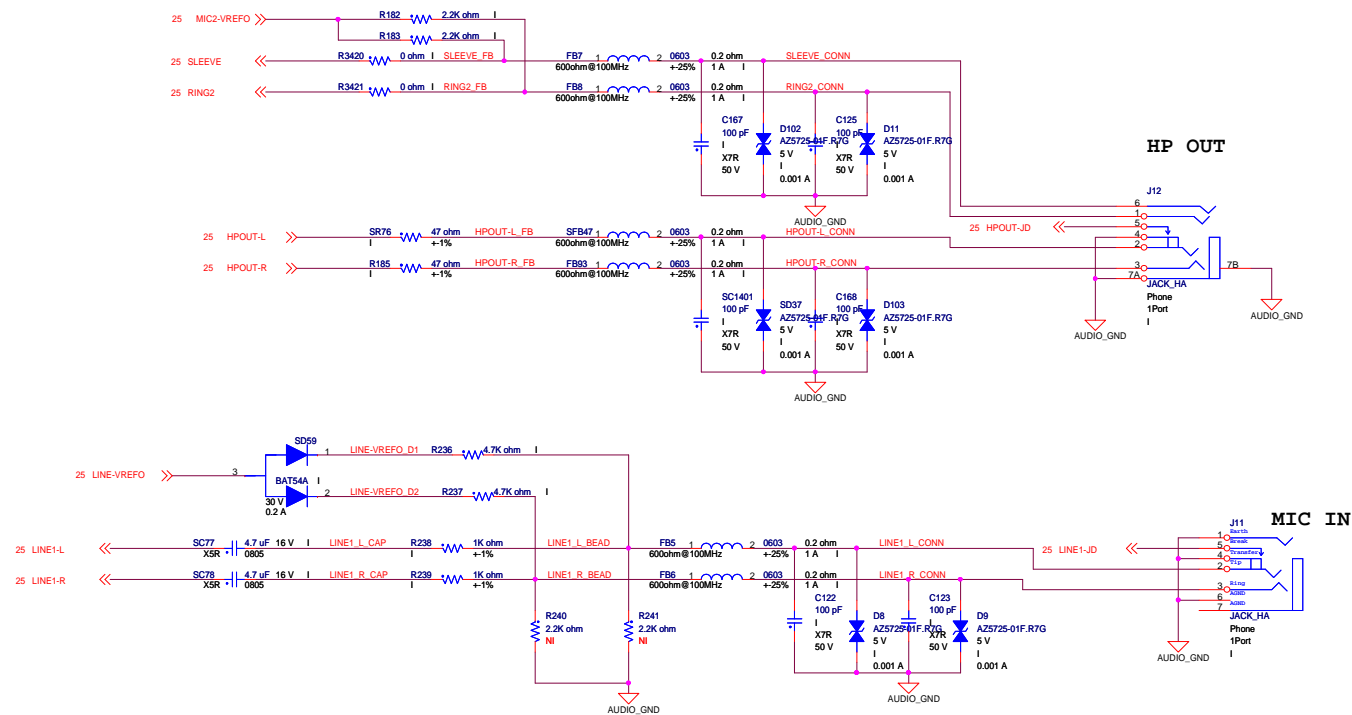 25 MIC2-VREFO
R182 2.2K ohm I
R183 2.2K ohm I
25 SLEEVE
R3420 0 ohm I SLEEVE_FB
FB7 1 2 0603 0.2 ohm SLEEVE_CONN
600ohm@100MHz +-25% 1 A I
25 RING2
R3421 0 ohm I RING2_FB
FB8 1 2 0603 0.2 ohm RING2_CONN
600ohm@100MHz +-25% 1 A I
C167
100 pF
I
X7R
50 V
D102
AZ5725-01F.R7G
5 V
I
0.001 A
C125
100 pF
I
X7R
50 V
D11
AZ5725-01F.R7G
5 V
I
0.001 A
AUDIO_GND
HP OUT
J12
6
1
5
4
2
3
7A
7B
JACK_HA
Phone
1Port
I
25 HPOUT-JD
AUDIO_GND
AUDIO_GND
25 HPOUT-L
SR76 47 ohm HPOUT-L_FB
I +-1%
SFB47 1 2 0603 0.2 ohm HPOUT-L_CONN
600ohm@100MHz +-25% 1 A I
25 HPOUT-R
R185 47 ohm HPOUT-R_FB
I +-1%
FB93 1 2 0603 0.2 ohm HPOUT-R_CONN
600ohm@100MHz +-25% 1 A I
SC1401
100 pF
I
X7R
50 V
SD37
AZ5725-01F.R7G
5 V
I
0.001 A
C168
100 pF
I
X7R
50 V
D103
AZ5725-01F.R7G
5 V
I
0.001 A
AUDIO_GND
25 LINE-VREFO
3
SD59
1 LINE-VREFO_D1 R236 4.7K ohm I
BAT54A I
2 LINE-VREFO_D2 R237 4.7K ohm I
30 V
0.2 A
25 LINE1-L
SC77 4.7 uF 16 V I LINE1_L_CAP
X5R 0805
R238 1K ohm LINE1_L_BEAD
I +-1%
FB5 1 2 0603 0.2 ohm LINE1_L_CONN
600ohm@100MHz +-25% 1 A I
25 LINE1-R
SC78 4.7 uF 16 V I LINE1_R_CAP
X5R 0805
R239 1K ohm LINE1_R_BEAD
I +-1%
FB6 1 2 0603 0.2 ohm LINE1_R_CONN
600ohm@100MHz +-25% 1 A I
R240
2.2K ohm
NI
R241
2.2K ohm
NI
AUDIO_GND
C122
100 pF
I
X7R
50 V
D8
AZ5725-01F.R7G
5 V
I
0.001 A
C123
100 pF
I
X7R
50 V
D9
AZ5725-01F.R7G
5 V
I
0.001 A
AUDIO_GND
MIC IN
J11
25 LINE1-JD
1 Earth
5 Break
4 Transfer
2 Tip
3 Ring
6 AGND
7 AGND
JACK_HA
Phone
1Port
I
AUDIO_GND